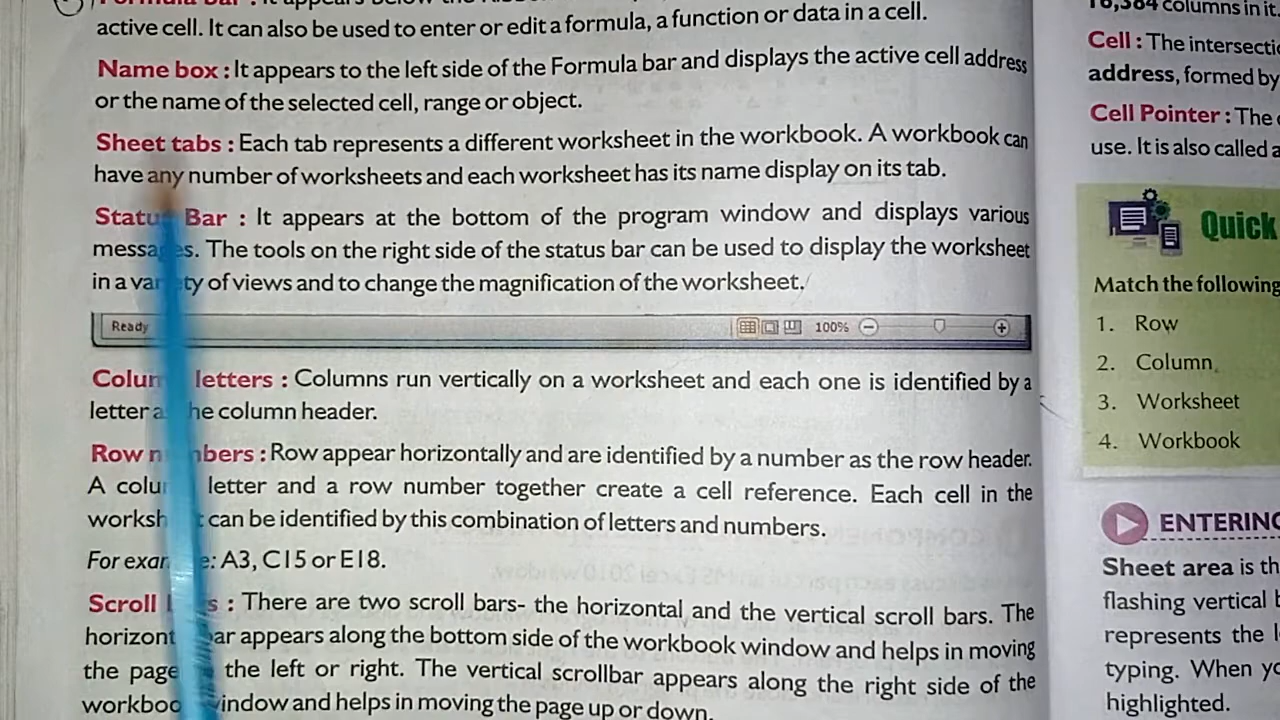 active cell. It can also be used to enter or edit a formula, a function or data in a cell.
Name box : It appears to the left side of the Formula bar and displays the active cell address
or the name of the selected cell, range or object.
Sheet tabs : Each tab represents a different worksheet in the workbook. A workbook can
have any number of worksheets and each worksheet has its name display on its tab.
Status Bar : It appears at the bottom of the program window and displays various
messages. The tools on the right side of the status bar can be used to display the worksheet
in a variety of views and to change the magnification of the worksheet.
Ready 100%
Column letters : Columns run vertically on a worksheet and each one is identified by a
letter as the column header.
Row numbers : Row appear horizontally and are identified by a number as the row header.
A column letter and a row number together create a cell reference. Each cell in the
worksheet can be identified by this combination of letters and numbers.
For example: A3, C15 or E18.
Scroll bars : There are two scroll bars- the horizontal and the vertical scroll bars. The
horizontal bar appears along the bottom side of the workbook window and helps in moving
the page to the left or right. The vertical scrollbar appears along the right side of the
workbook window and helps in moving the page up or down.
16,384 columns in it.
Cell : The
address, formed by
Cell Pointer : The
use. It is also called
Quick
Match the following
1. Row
2. Column
3. Worksheet
4. Workbook
ENTERING
Sheet area is
flashing vertical
represents the
typing. When
highlighted.